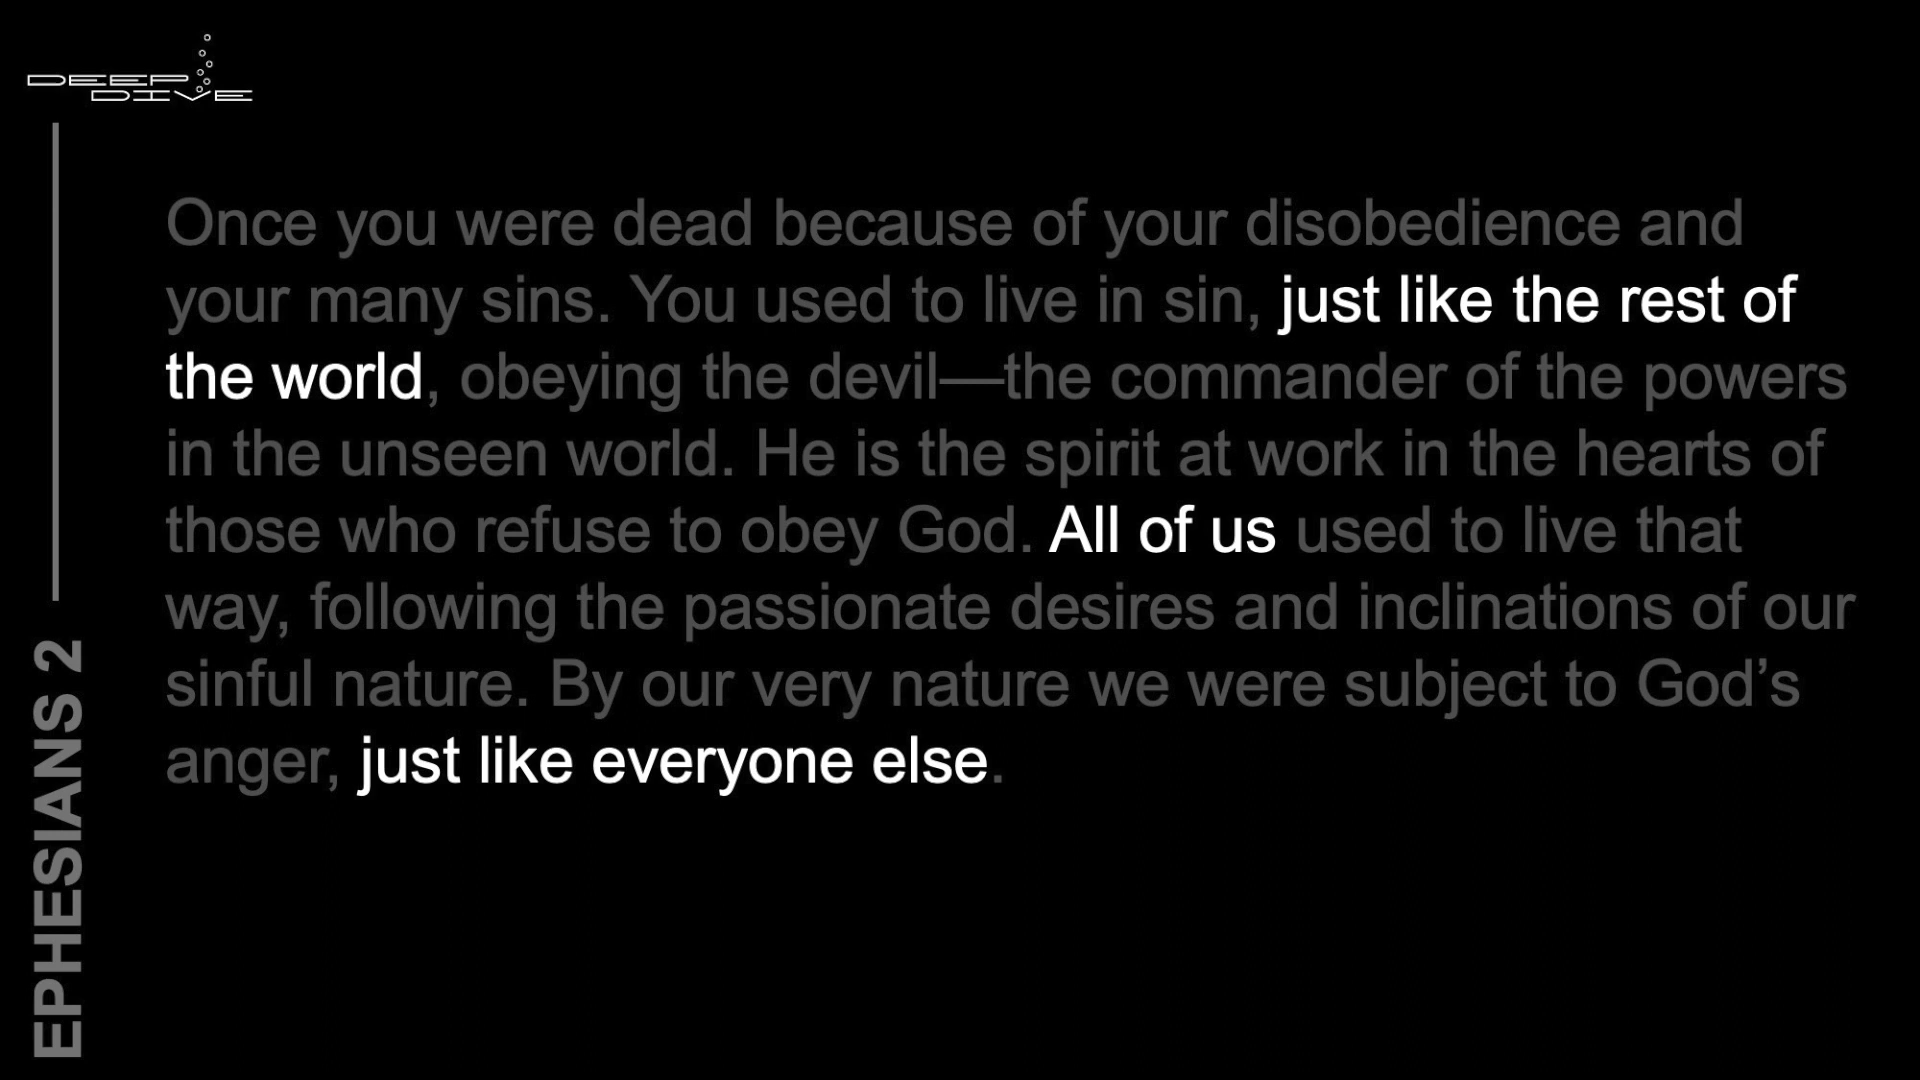 DEEP
DIVE
Once you were dead because of your disobedience and
your many sins. You used to live in sin, just like the rest of
the world, obeying the devil—the commander of the powers
in the unseen world. He is the spirit at work in the hearts of
those who refuse to obey God. All of us used to live that
way, following the passionate desires and inclinations of our
sinful nature. By our very nature we were subject to God’s
anger, just like everyone else.
EPHESIANS 2